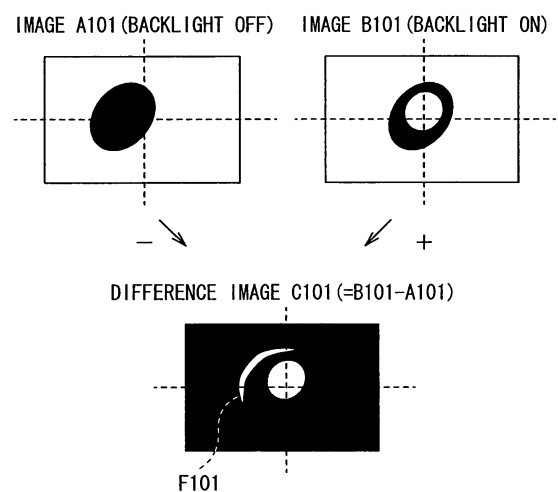 IMAGE A101(BACKLIGHT OFF)
IMAGE B101(BACKLIGHT ON)
−
+
DIFFERENCE IMAGE C101(=B101-A101)
F101